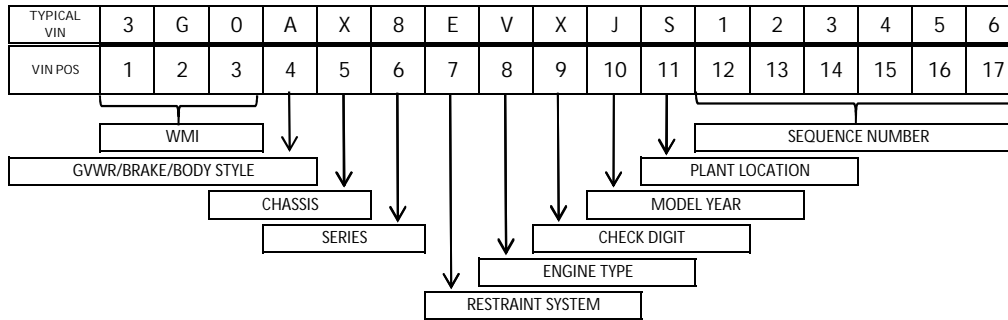 TYPICAL VIN 3 G 0 A X 8 E V X J S 1 2 3 4 5 6
VIN POS 1 2 3 4 5 6 7 8 9 10 11 12 13 14 15 16 17
WMI SEQUENCE NUMBER
GVWR/BRAKE/BODY STYLE PLANT LOCATION
CHASSIS MODEL YEAR
SERIES CHECK DIGIT
ENGINE TYPE
RESTRAINT SYSTEM